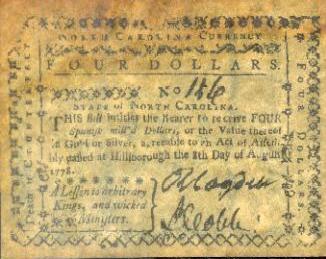 NORTH CAROLINA CURRENCY
FOUR DOLLARS.
No 186
STATE OF NORTH CAROLINA.
THIS Bill intitles the Bearer to receive FOUR
Spanish mill'd Dollars, or the Value thereof
in Gold or Silver, agreeable to an Act of Assem-
bly passed at Hillsborough the 8th Day of August
1778.
A Lesson to arbitrary
Kings, and wicked
Ministers.
FOUR DOLLARS.